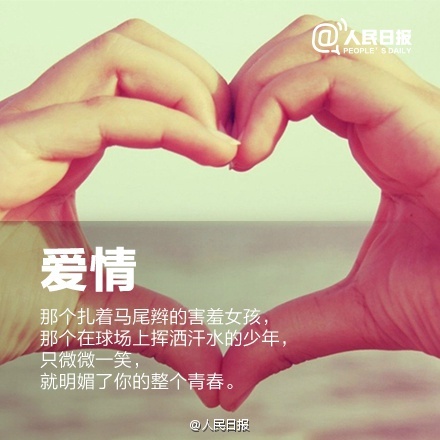 @人民日报
PEOPLE'S DAILY
爱情
那个扎着马尾辫的害羞女孩，
那个在球场上挥洒汗水的少年，
只微微一笑，
就明媚了你的整个青春。
@人民日报